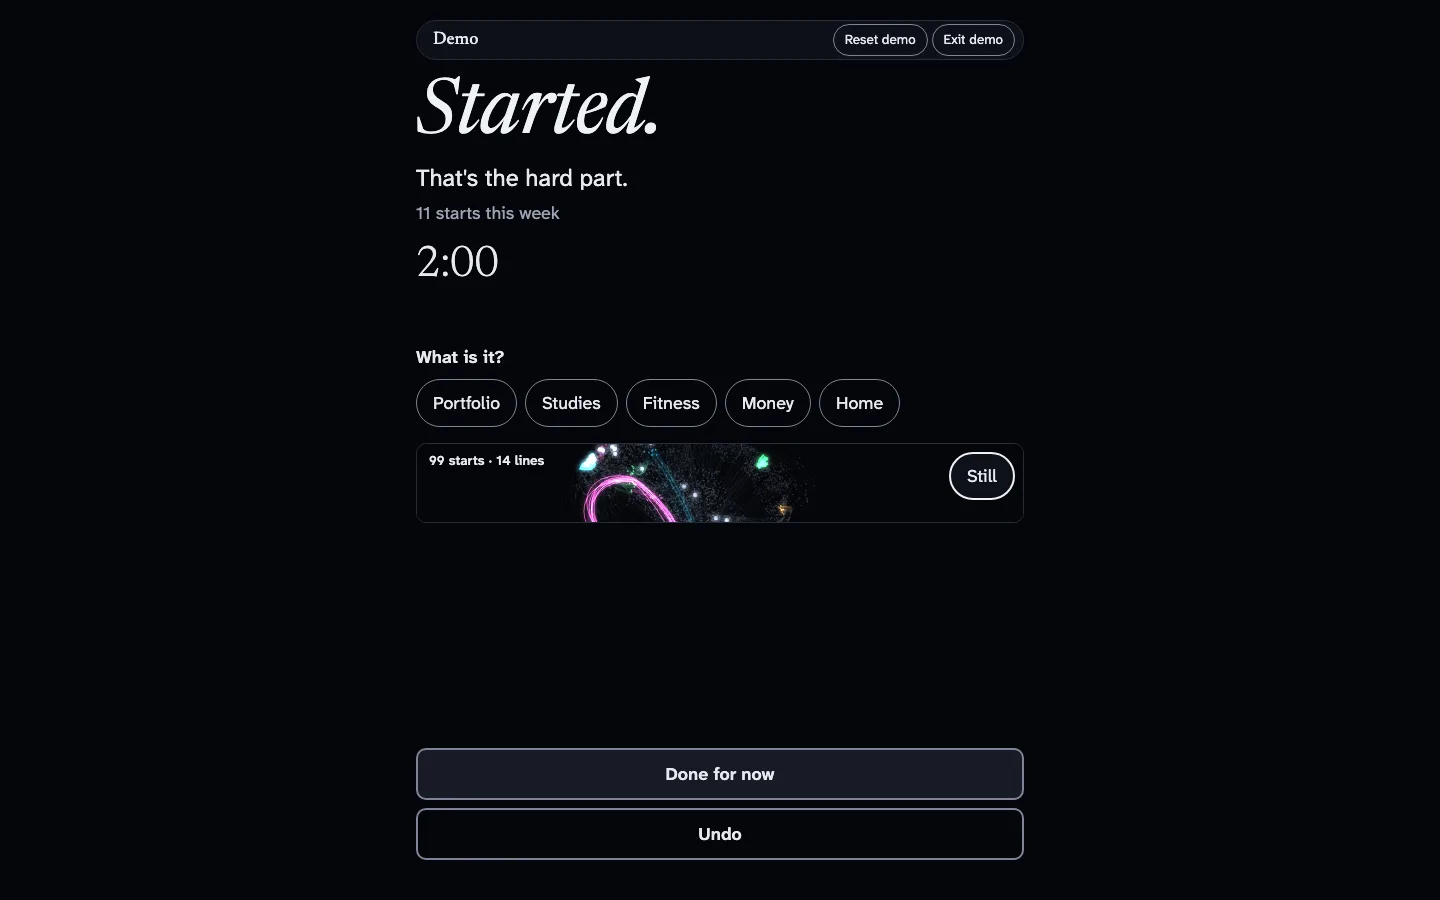 Demo
Reset demo
Exit demo
Started.
That's the hard part.
11 starts this week
2:00
What is it?
Portfolio
Studies
Fitness
Money
Home
99 starts · 14 lines
Still
Done for now
Undo